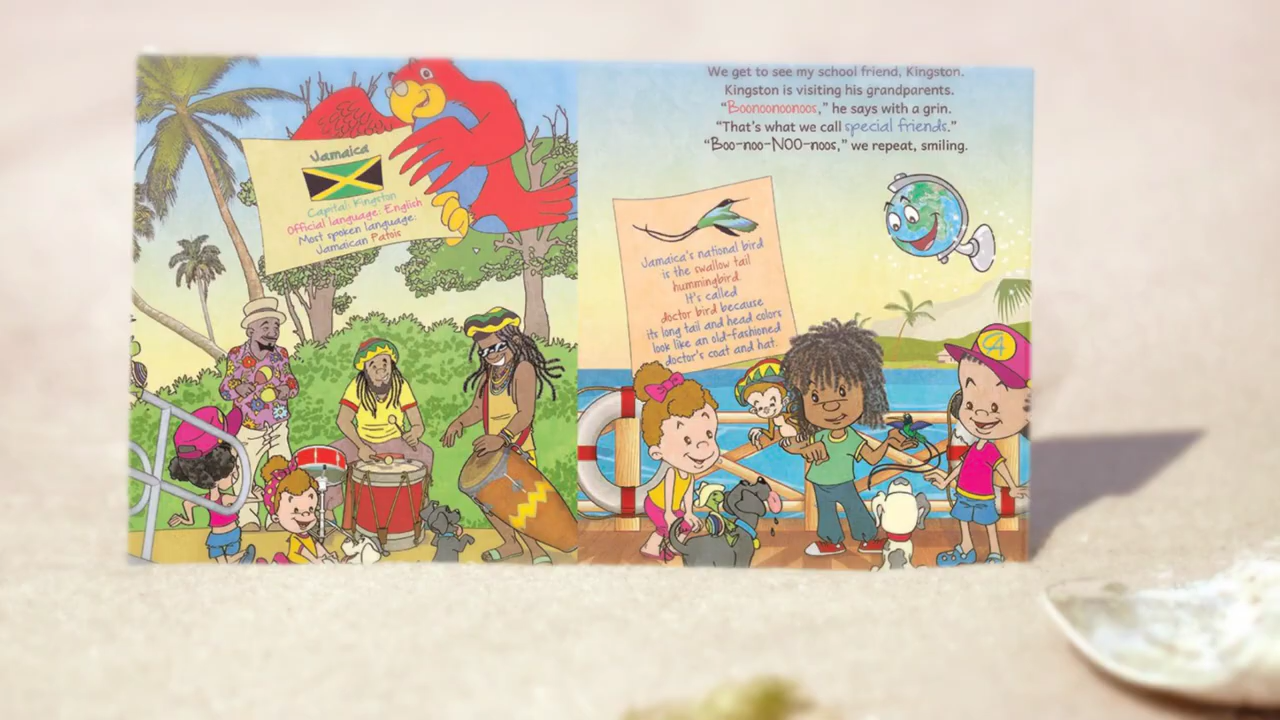 Jamaica
Capital: Kingston
Official language: English
Most spoken language:
Jamaican Patois
We get to see my school friend, Kingston.
Kingston is visiting his grandparents.
"Boonoonoonoos," he says with a grin.
"That's what we call special friends."
"Boo-noo-NOO-noos," we repeat, smiling.
Jamaica's national bird
is the swallow tail
hummingbird.
It's called
doctor bird because
its long tail and head colors
look like an old-fashioned
doctor's coat and hat.